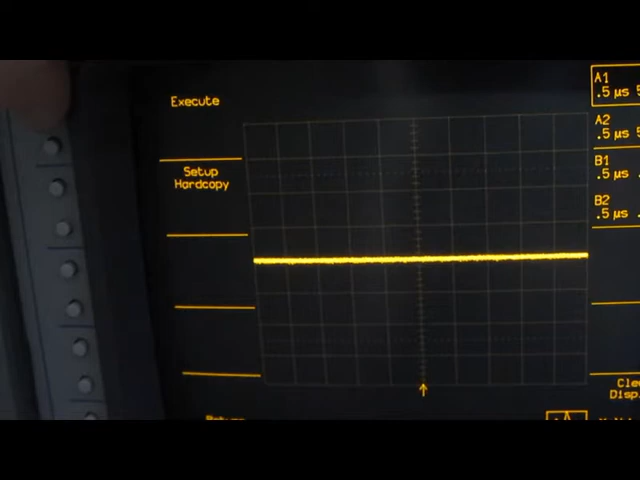 Execute
Setup
Hardcopy
A1
.5 µs
A2
.5 µs
B1
.5 µs
B2
.5 µs